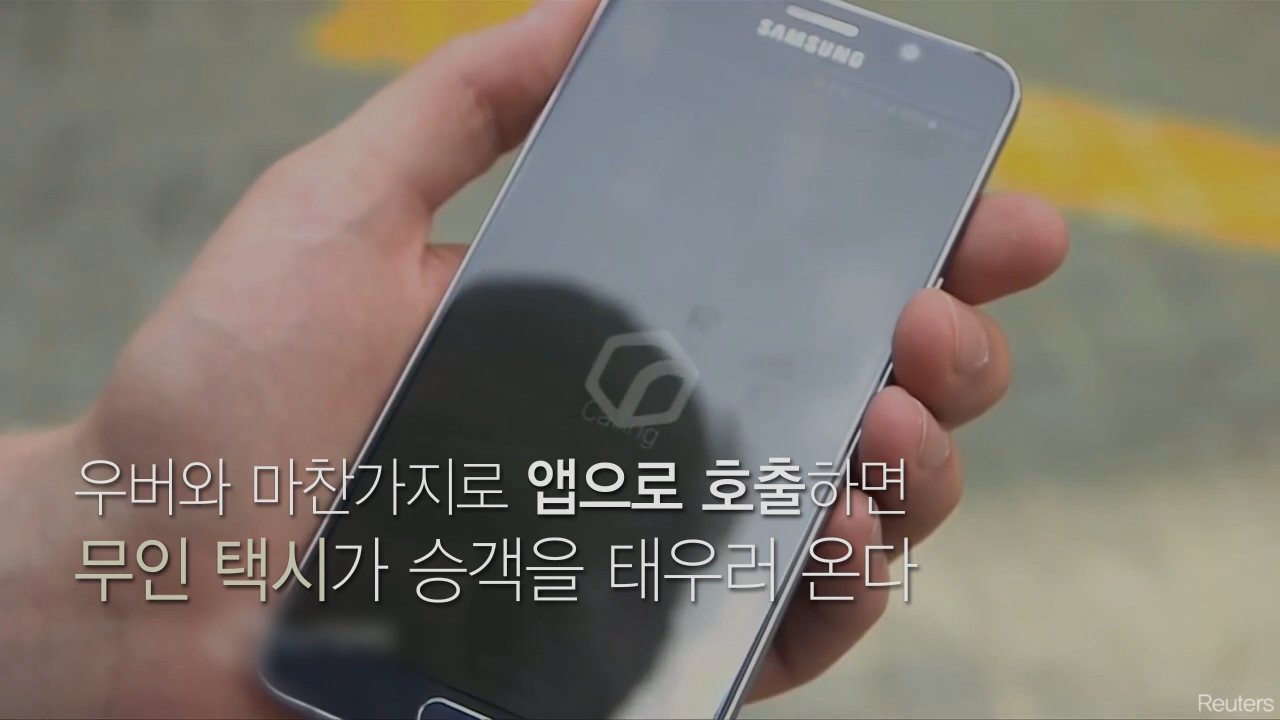 SAMSUNG
Calling
우버와 마찬가지로 앱으로 호출하면
무인 택시가 승객을 태우러 온다
Reuters